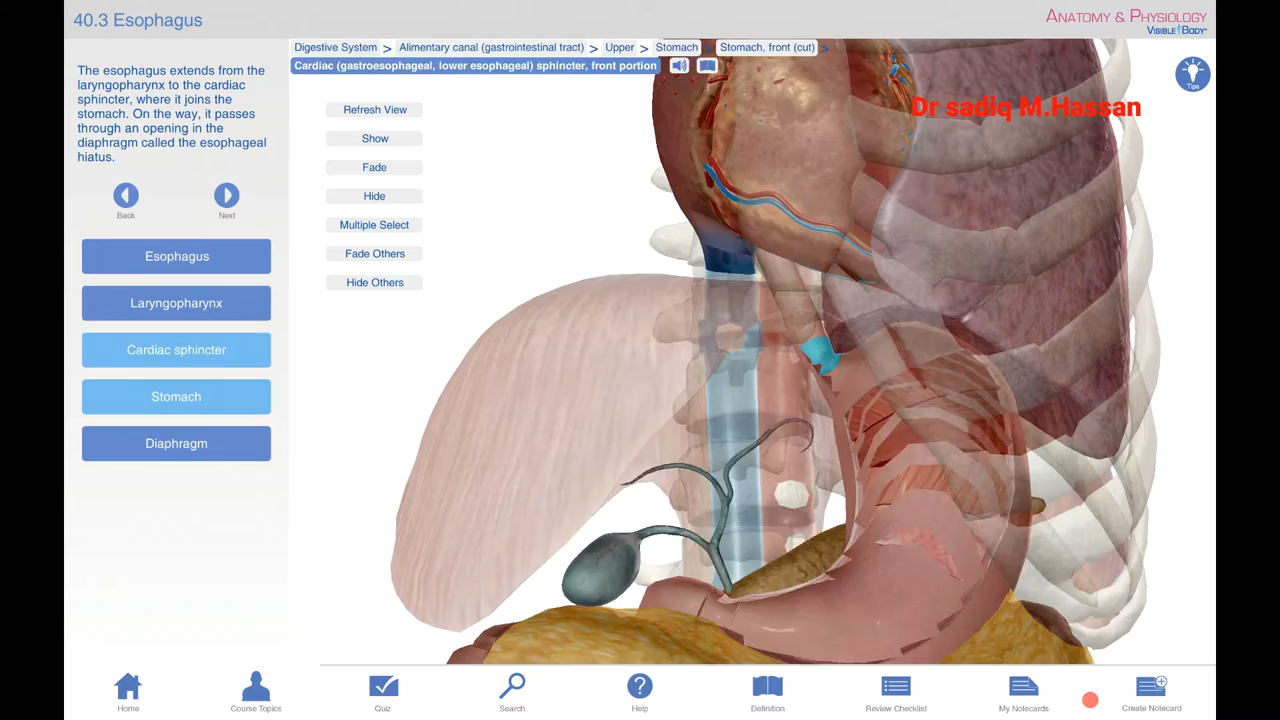 40.3 Esophagus
ANATOMY & PHYSIOLOGY
VISIBLE BODY®
Digestive System > Alimentary canal (gastrointestinal tract) > Upper > Stomach > Stomach, front (cut) >
Cardiac (gastroesophageal, lower esophageal) sphincter, front portion
The esophagus extends from the
laryngopharynx to the cardiac
sphincter, where it joins the
stomach. On the way, it passes
through an opening in the
diaphragm called the esophageal
hiatus.
Back
Next
Esophagus
Laryngopharynx
Cardiac sphincter
Stomach
Diaphragm
Refresh View
Show
Fade
Hide
Multiple Select
Fade Others
Hide Others
Tips
Dr sadiq M.Hassan
Home
Course Topics
Quiz
Search
Help
Definition
Review Checklist
My Notecards
Create Notecard